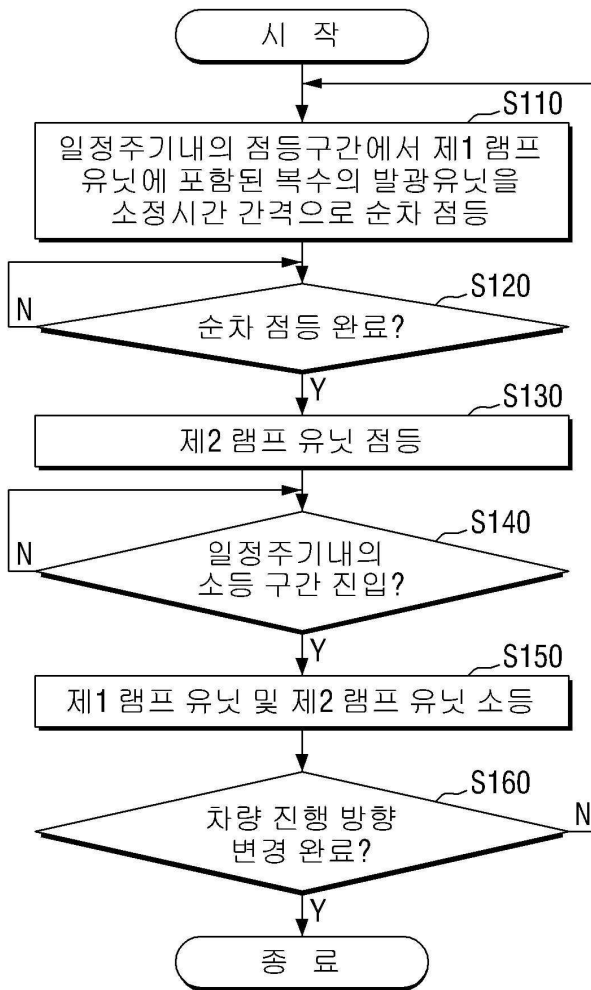 시 작
S110
일정주기내의 점등구간에서 제1 램프
유닛에 포함된 복수의 발광유닛을
소정시간 간격으로 순차 점등
S120
N
순차 점등 완료?
Y
S130
제2 램프 유닛 점등
S140
N
일정주기내의
소등 구간 진입?
Y
S150
제1 램프 유닛 및 제2 램프 유닛 소등
S160
차량 진행 방향
변경 완료?
N
Y
종 료